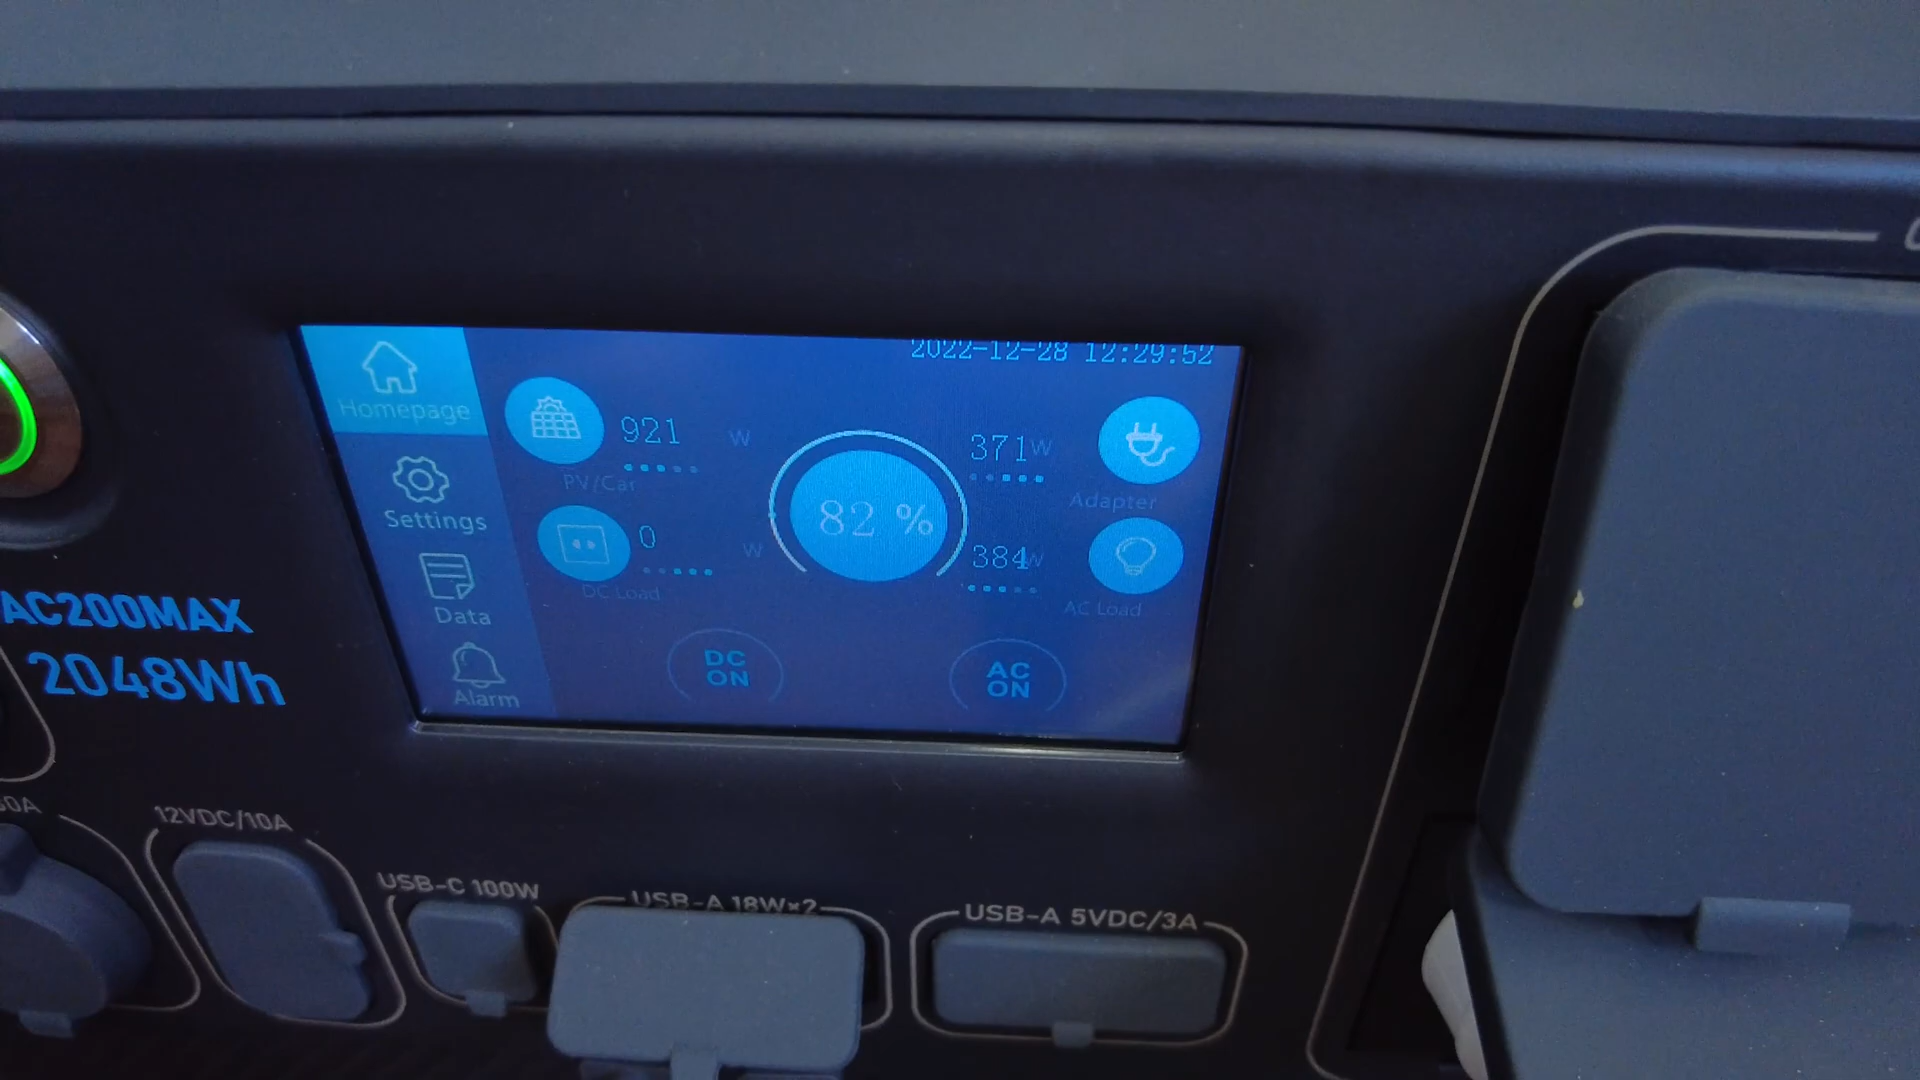 2022-12-28 12:29:52
Homepage
921 W
371W
PV/Car
Adapter
82 %
Settings
0 W
384W
DC Load
AC Load
Data
DC
ON
AC
ON
Alarm
AC200MAX
2048Wh
12VDC/10A
USB-C 100W
USB-A 18W×2
USB-A 5VDC/3A